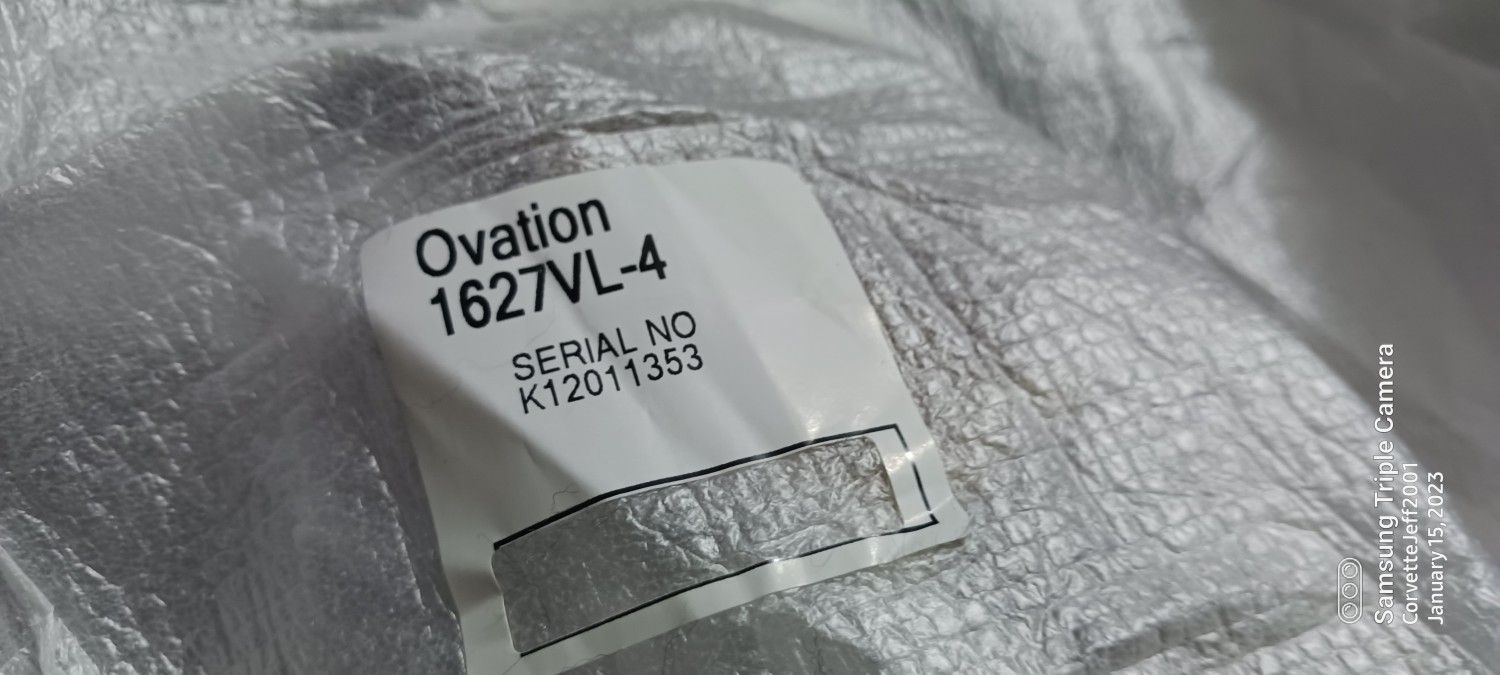 Ovation
1627VL-4
SERIAL NO
K12011353
Samsung Triple Camera
CorvetteJeff2001
January 15, 2023